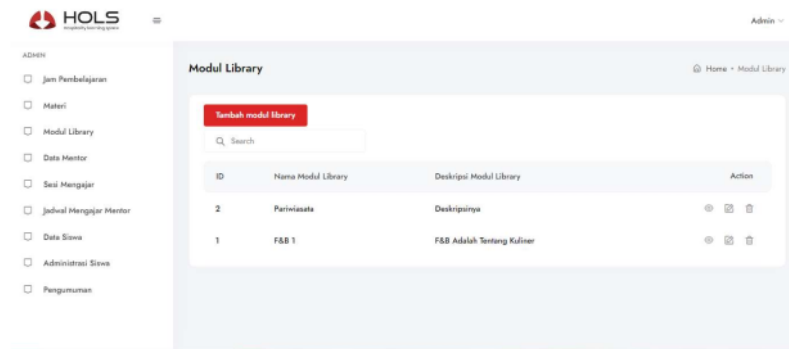 HOLS
Admin
ADMIN
Jam Pembelajaran
Materi
Modul Library
Data Mentor
Sesi Mengajar
Jadwal Mengajar Mentor
Data Siswa
Administrasi Siswa
Pengumuman
Modul Library
Home • Modul Library
Tambah modul library
Search
ID Nama Modul Library Deskripsi Modul Library Action
2 Pariwiasata Deskripsinya
1 F&B 1 F&B Adalah Tentang Kuliner